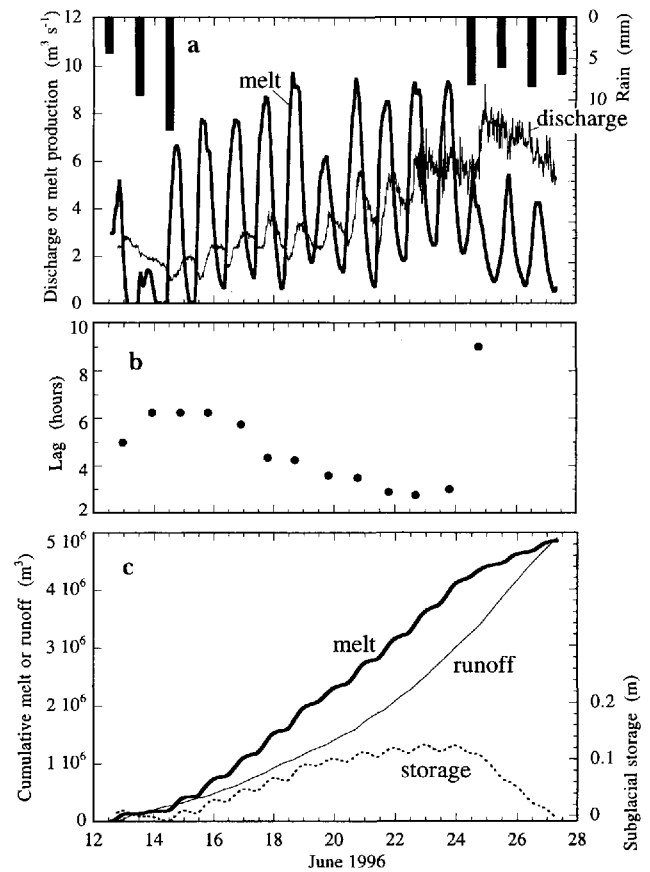 12
10
8
6
4
2
0
Discharge or melt production (m³ s⁻¹)
a
melt
discharge
0
5
10
Rain (mm)
10
8
6
4
2
Lag (hours)
b
5 10⁶
4 10⁶
3 10⁶
2 10⁶
1 10⁶
0
Cumulative melt or runoff (m³)
c
melt
runoff
storage
0.2
0.1
0
Subglacial storage (m)
12 14 16 18 20 22 24 26 28
June 1996